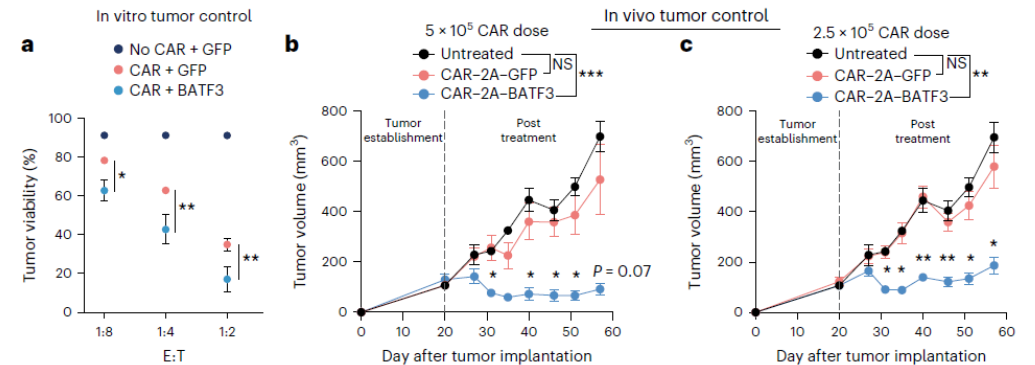 In vitro tumor control
a
No CAR + GFP
CAR + GFP
CAR + BATF3
Tumor viability (%)
100
80
60
40
20
0
*
**
**
1:8
1:4
1:2
E:T
In vivo tumor control
b
5 × 10⁵ CAR dose
Untreated
CAR–2A–GFP
CAR–2A–BATF3
NS
***
Tumor volume (mm³)
800
600
400
200
0
Tumor
establishment
Post
treatment
* * * * P = 0.07
0 10 20 30 40 50 60
Day after tumor implantation
c
2.5 × 10⁵ CAR dose
Untreated
CAR–2A–GFP
CAR–2A–BATF3
NS
**
Tumor volume (mm³)
800
600
400
200
0
Tumor
establishment
Post
treatment
* * ** ** * *
0 10 20 30 40 50 60
Day after tumor implantation